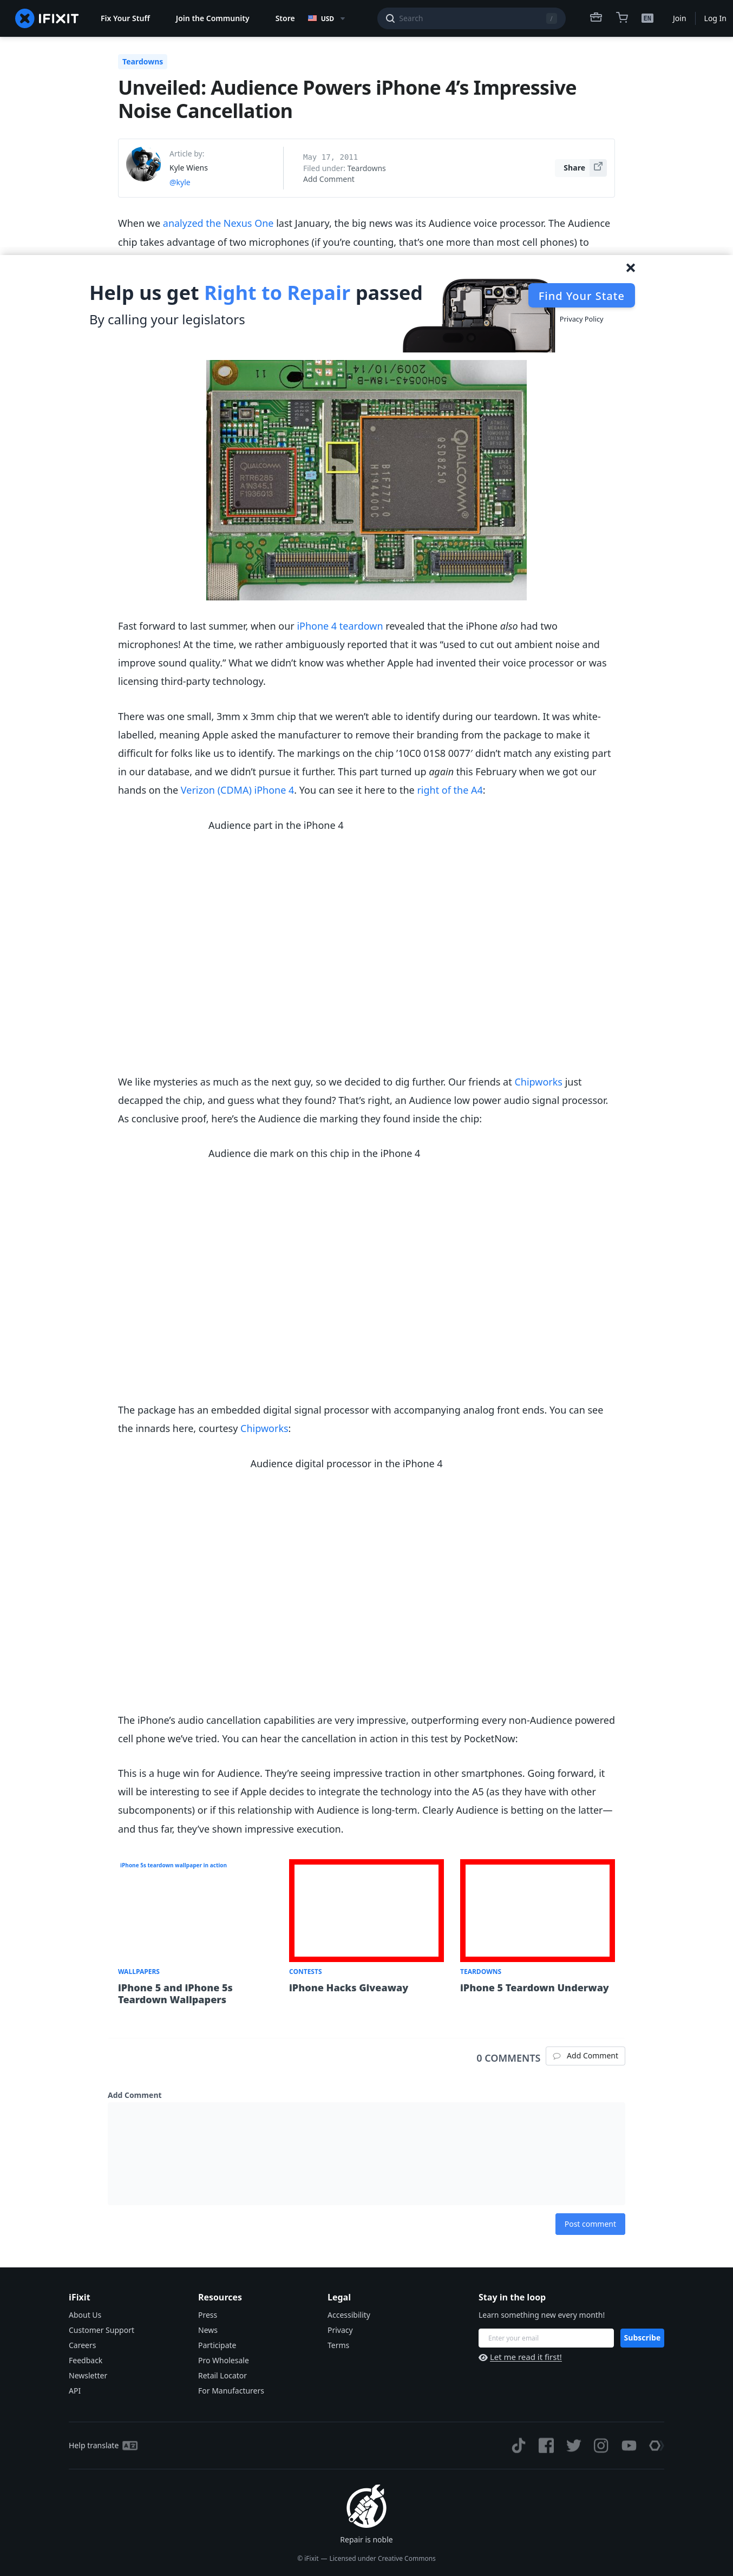 IFIXIT
Fix Your Stuff
Join the Community
Store
USD
Search
/
EN
Join
Log In
Teardowns
Unveiled: Audience Powers iPhone 4’s Impressive
Noise Cancellation
Article by:
Kyle Wiens
@kyle
May 17, 2011
Filed under: Teardowns
Add Comment
Share
When we analyzed the Nexus One last January, the big news was its Audience voice processor. The Audience
chip takes advantage of two microphones (if you’re counting, that’s one more than most cell phones) to
Help us get Right to Repair passed
By calling your legislators
Find Your State
Privacy Policy
11
2009/10/14
50H00543-18M-A
QUALCOMM
RTR6285
A1N345.1
F1936013
QUALCOMM
QSD8250
B1F777.0
H19440DC
Fast forward to last summer, when our iPhone 4 teardown revealed that the iPhone also had two
microphones! At the time, we rather ambiguously reported that it was “used to cut out ambient noise and
improve sound quality.” What we didn’t know was whether Apple had invented their voice processor or was
licensing third-party technology.
There was one small, 3mm x 3mm chip that we weren’t able to identify during our teardown. It was white-
labelled, meaning Apple asked the manufacturer to remove their branding from the package to make it
difficult for folks like us to identify. The markings on the chip ’10C0 01S8 0077′ didn’t match any existing part
in our database, and we didn’t pursue it further. This part turned up again this February when we got our
hands on the Verizon (CDMA) iPhone 4. You can see it here to the right of the A4:
Audience part in the iPhone 4
We like mysteries as much as the next guy, so we decided to dig further. Our friends at Chipworks just
decapped the chip, and guess what they found? That’s right, an Audience low power audio signal processor.
As conclusive proof, here’s the Audience die marking they found inside the chip:
Audience die mark on this chip in the iPhone 4
The package has an embedded digital signal processor with accompanying analog front ends. You can see
the innards here, courtesy Chipworks:
Audience digital processor in the iPhone 4
The iPhone’s audio cancellation capabilities are very impressive, outperforming every non-Audience powered
cell phone we’ve tried. You can hear the cancellation in action in this test by PocketNow:
This is a huge win for Audience. They’re seeing impressive traction in other smartphones. Going forward, it
will be interesting to see if Apple decides to integrate the technology into the A5 (as they have with other
subcomponents) or if this relationship with Audience is long-term. Clearly Audience is betting on the latter—
and thus far, they’ve shown impressive execution.
iPhone 5s teardown wallpaper in action
WALLPAPERS
iPhone 5 and iPhone 5s
Teardown Wallpapers
CONTESTS
iPhone Hacks Giveaway
TEARDOWNS
iPhone 5 Teardown Underway
0 COMMENTS
Add Comment
Add Comment
Post comment
iFixit
About Us
Customer Support
Careers
Feedback
Newsletter
API
Resources
Press
News
Participate
Pro Wholesale
Retail Locator
For Manufacturers
Legal
Accessibility
Privacy
Terms
Stay in the loop
Learn something new every month!
Enter your email
Subscribe
Let me read it first!
Help translate
Repair is noble
© iFixit — Licensed under Creative Commons